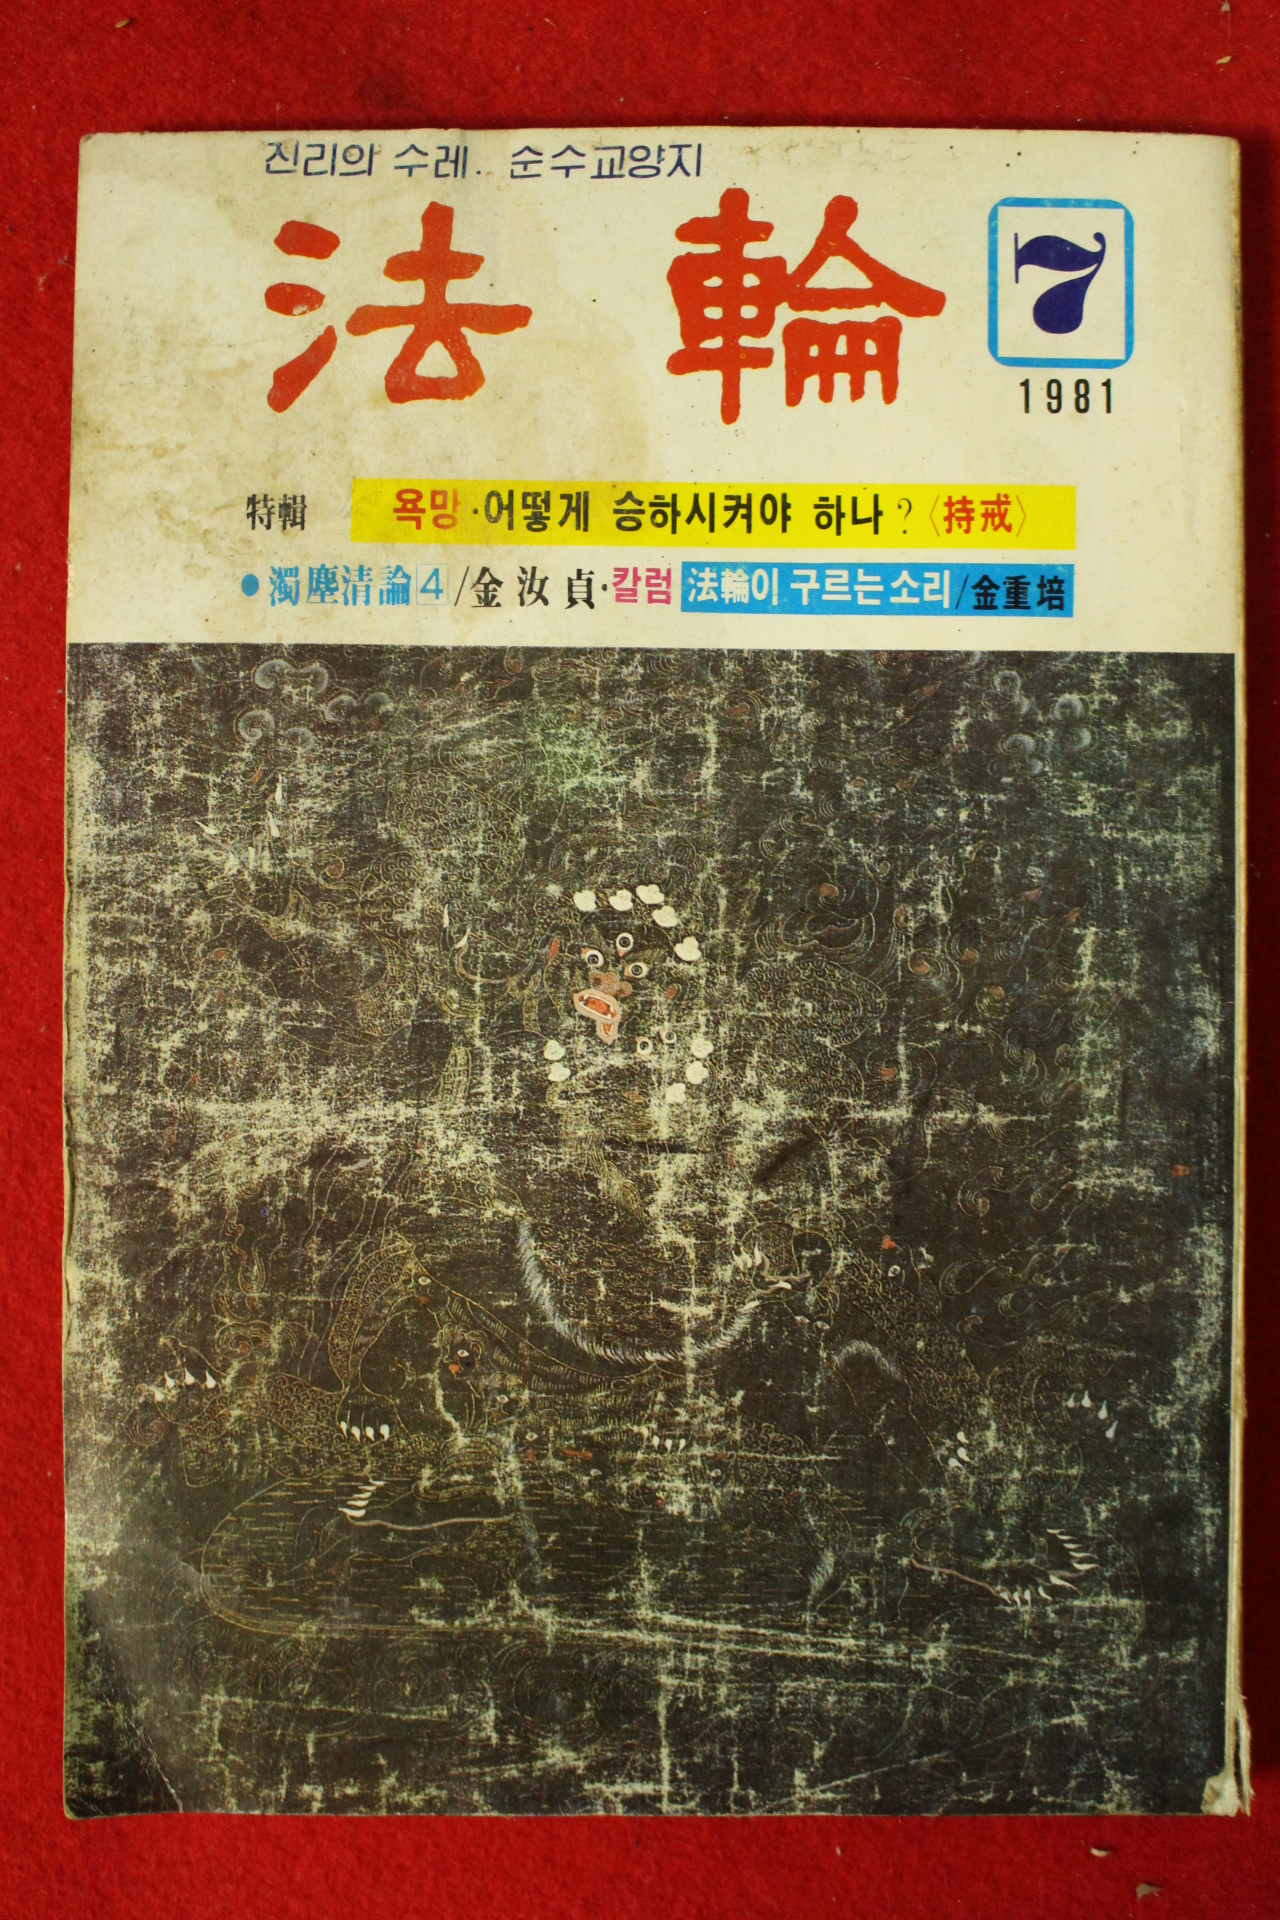 진리의 수레. 순수교양지
法輪
7
1981
特輯 욕망·어떻게 승하시켜야 하나?〈持戒〉
●濁塵清論4/金汝貞·칼럼 法輪이 구르는소리/金重培